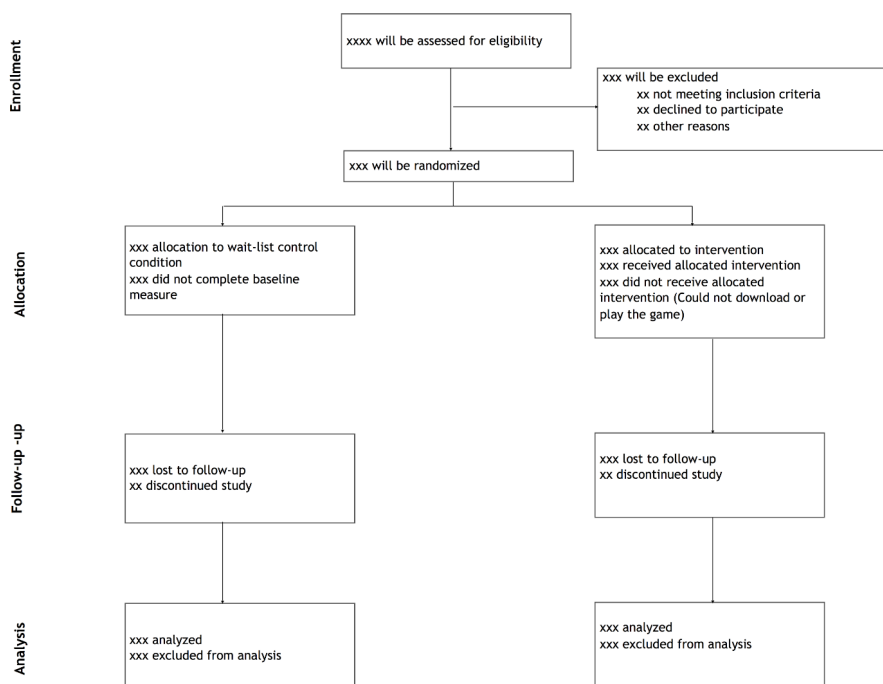 Enrollment
xxxx will be assessed for eligibility
xxx will be excluded
xx not meeting inclusion criteria
xx declined to participate
xx other reasons
xxx will be randomized
Allocation
xxx allocation to wait-list control
condition
xxx did not complete baseline
measure
xxx allocated to intervention
xxx received allocated intervention
xxx did not receive allocated
intervention (Could not download or
play the game)
Follow-up -up
xxx lost to follow-up
xx discontinued study
xxx lost to follow-up
xx discontinued study
Analysis
xxx analyzed
xxx excluded from analysis
xxx analyzed
xxx excluded from analysis